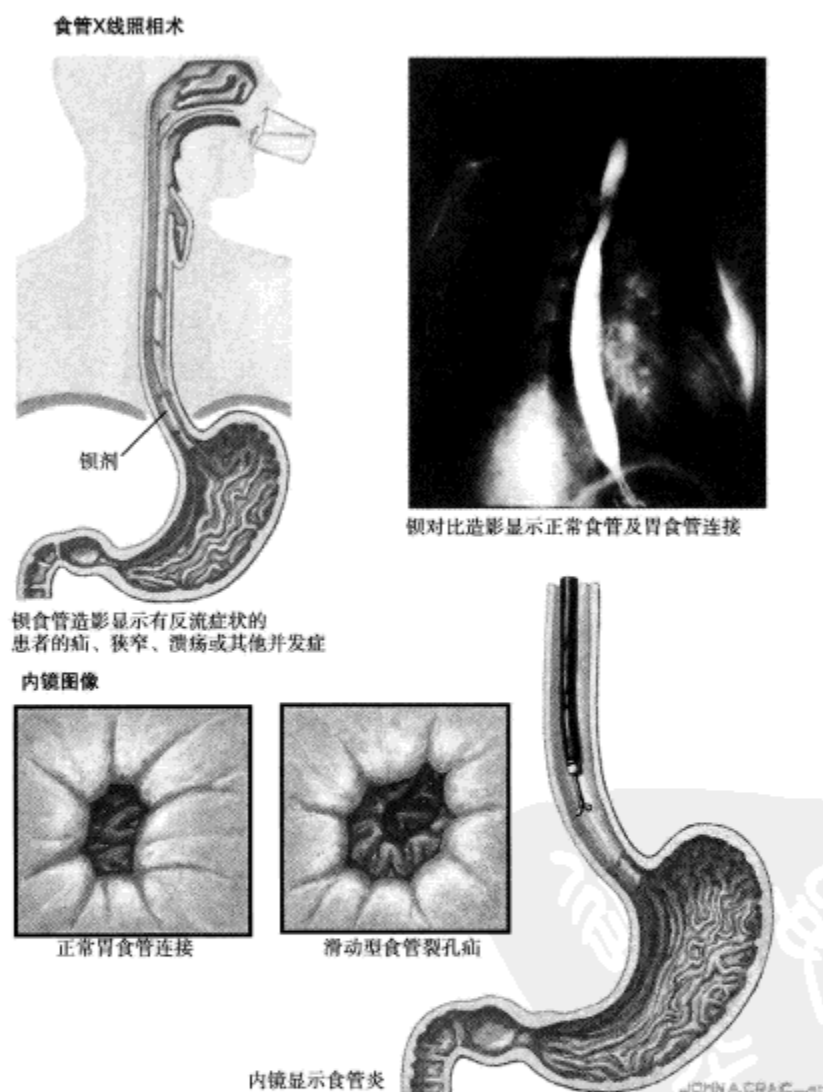 食管X线照相术
钡剂
钡对比造影显示正常食管及胃食管连接
钡食管造影显示有反流症状的
患者的疝、狭窄、溃疡或其他并发症
内镜图像
正常胃食管连接
滑动型食管裂孔疝
内镜显示食管炎
JOHN A.CRAIG